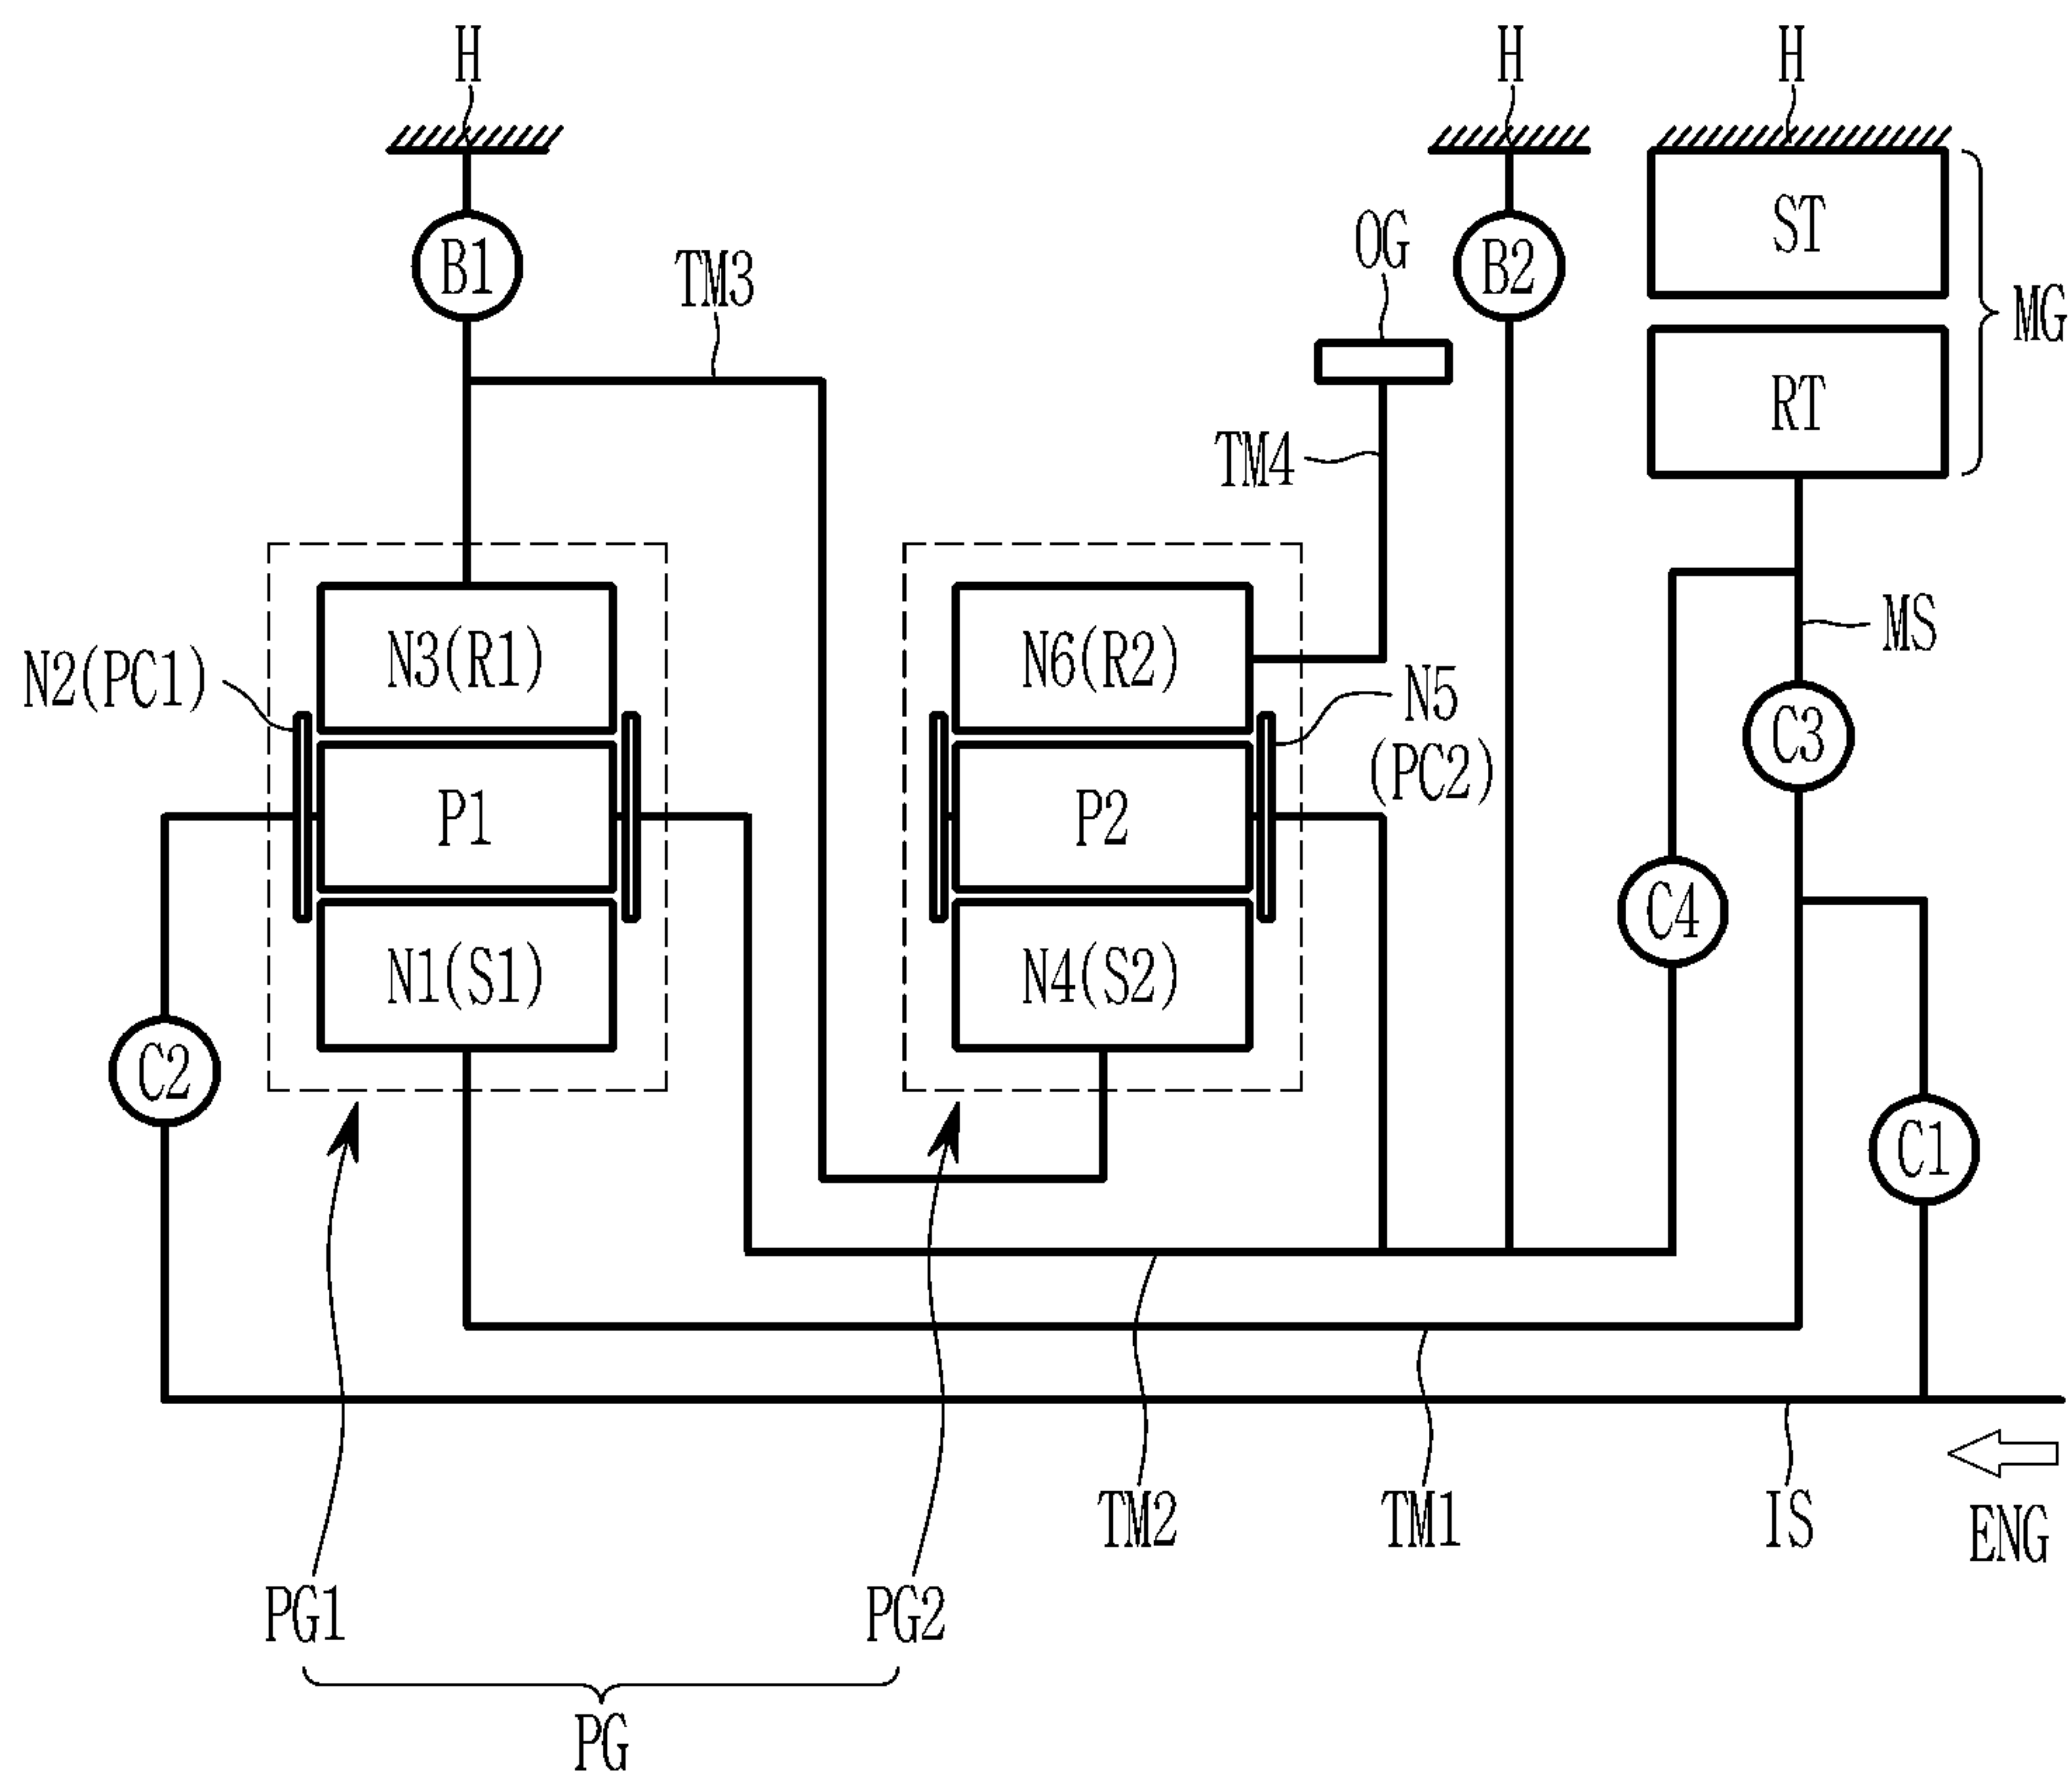 H
H
H
B1
TM3
OG
B2
ST
MG
RT
TM4
N2(PC1)
N3(R1)
N6(R2)
N5
(PC2)
MS
C3
P1
P2
C4
N1(S1)
N4(S2)
C2
C1
TM2
TM1
IS
ENG
PG1
PG2
PG